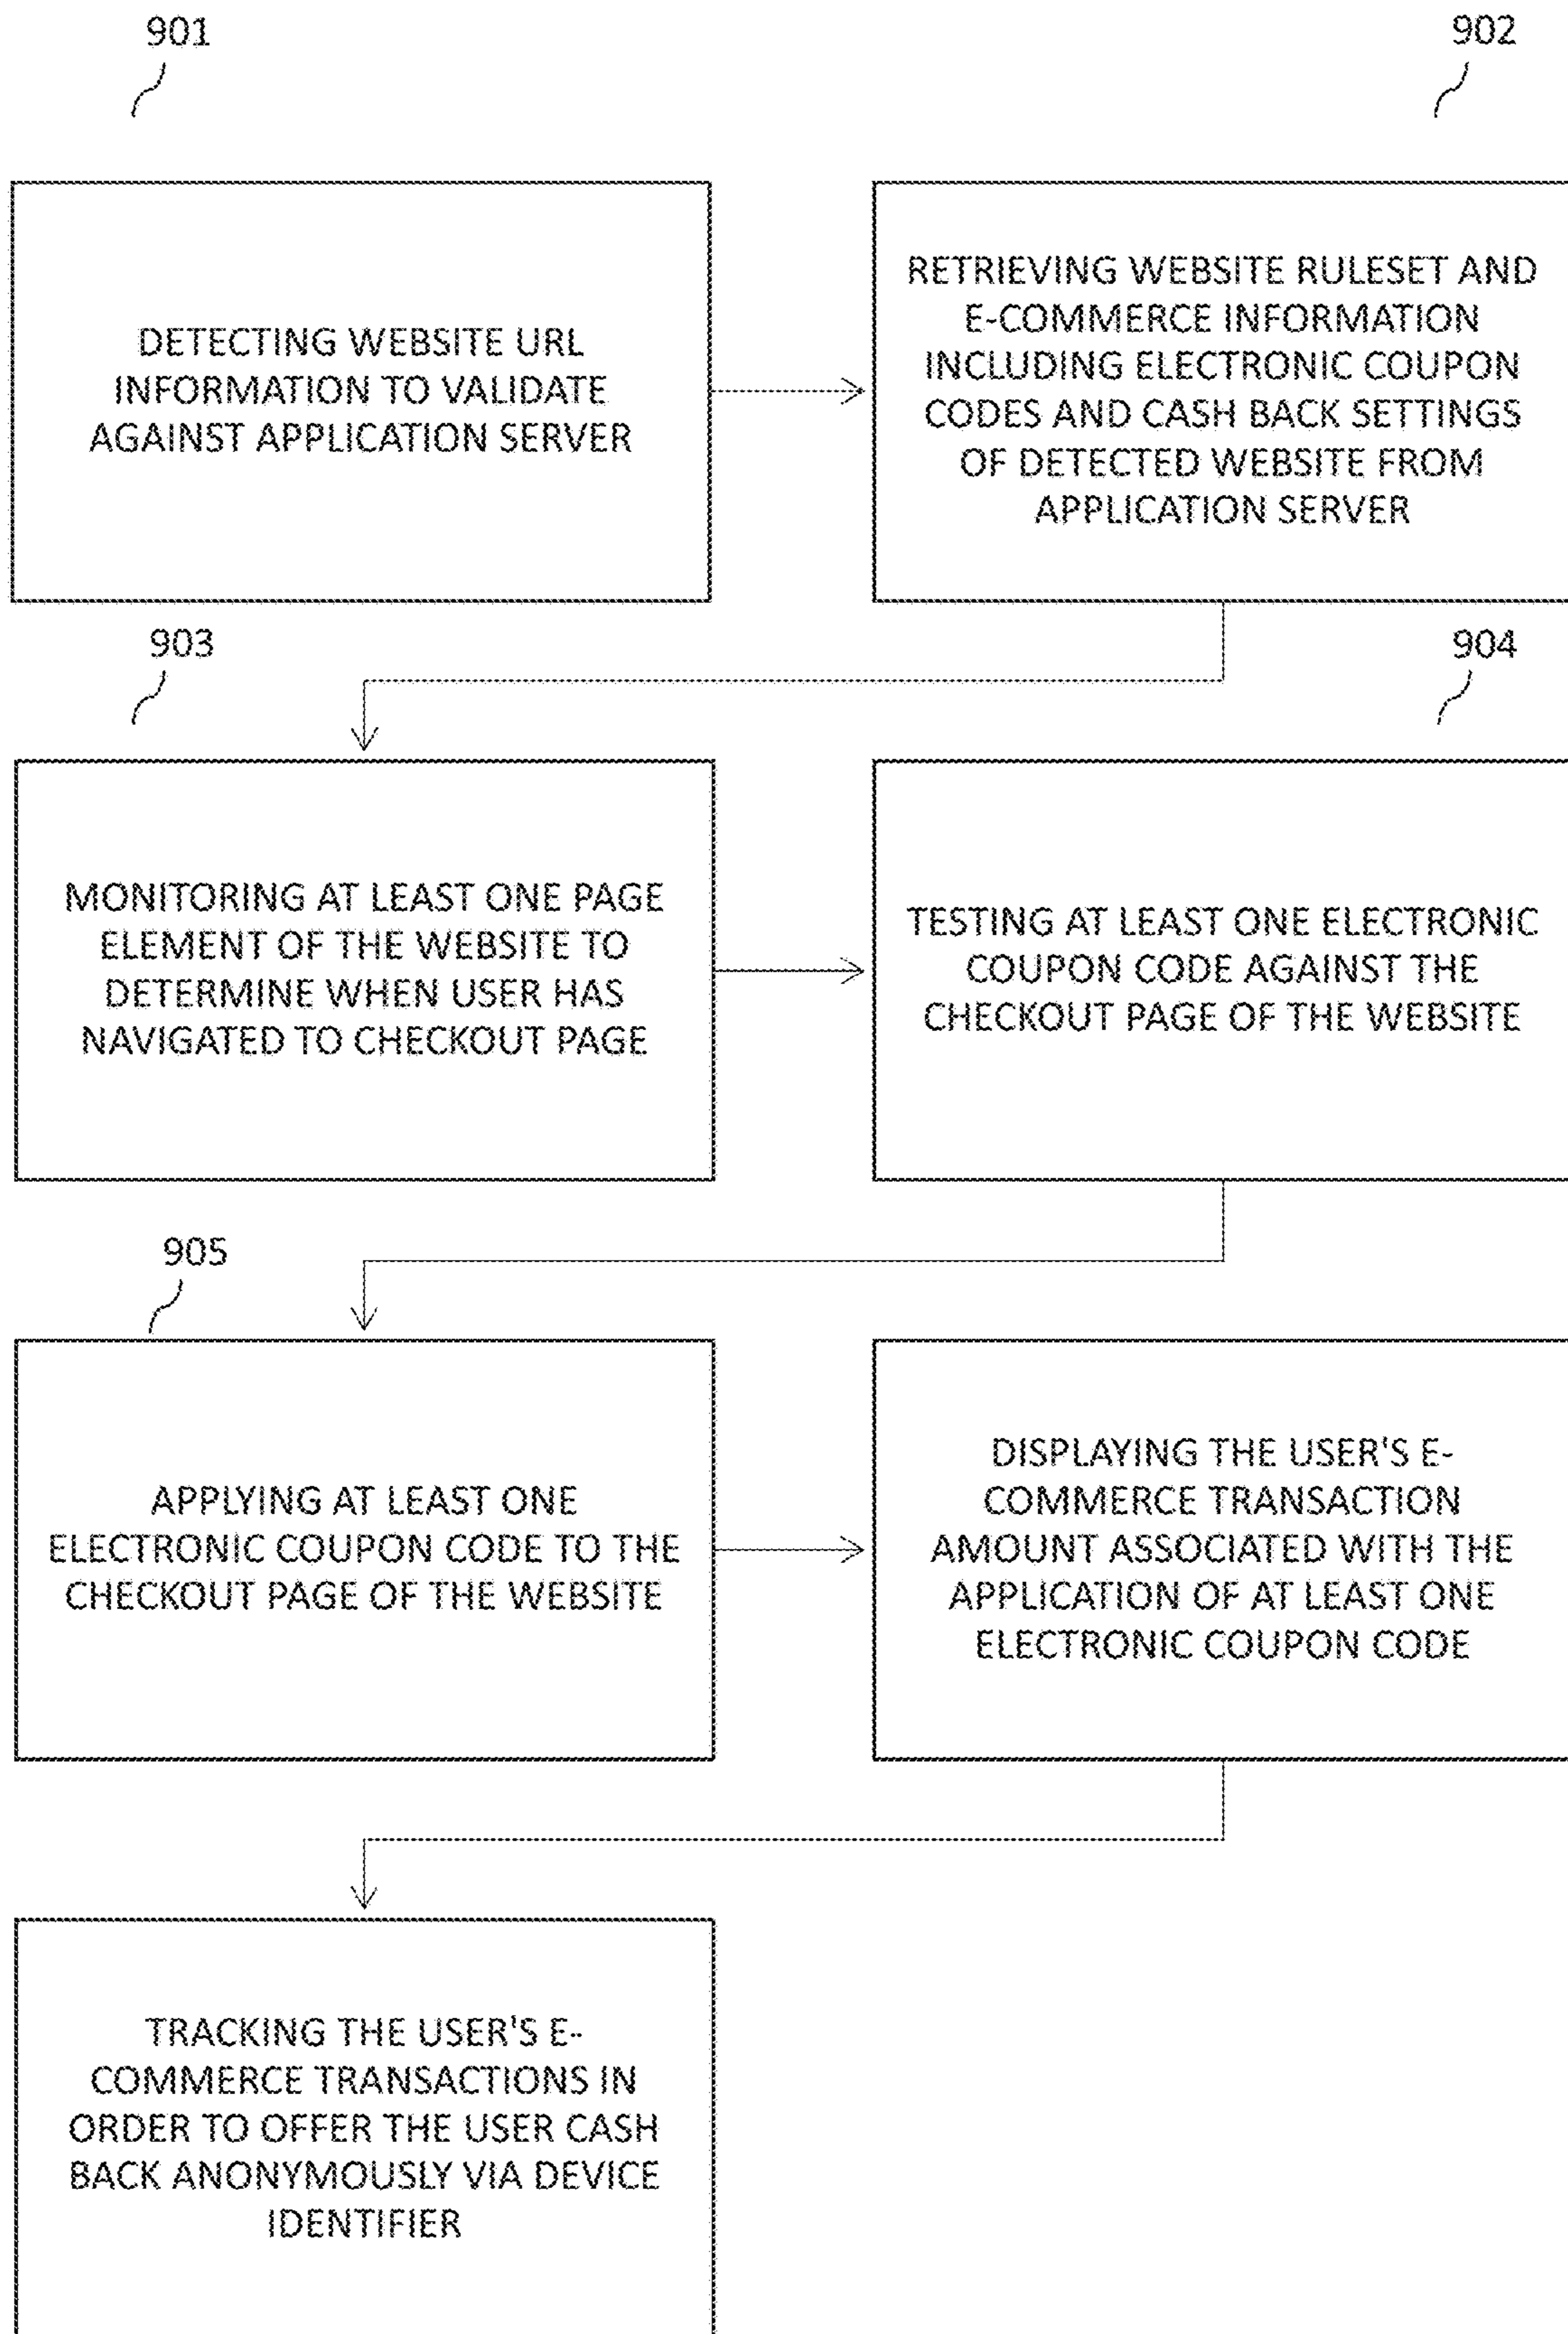 901
902
DETECTING WEBSITE URL
INFORMATION TO VALIDATE
AGAINST APPLICATION SERVER
RETRIEVING WEBSITE RULESET AND
E-COMMERCE INFORMATION
INCLUDING ELECTRONIC COUPON
CODES AND CASH BACK SETTINGS
OF DETECTED WEBSITE FROM
APPLICATION SERVER
903
904
MONITORING AT LEAST ONE PAGE
ELEMENT OF THE WEBSITE TO
DETERMINE WHEN USER HAS
NAVIGATED TO CHECKOUT PAGE
TESTING AT LEAST ONE ELECTRONIC
COUPON CODE AGAINST THE
CHECKOUT PAGE OF THE WEBSITE
905
APPLYING AT LEAST ONE
ELECTRONIC COUPON CODE TO THE
CHECKOUT PAGE OF THE WEBSITE
DISPLAYING THE USER'S E-
COMMERCE TRANSACTION
AMOUNT ASSOCIATED WITH THE
APPLICATION OF AT LEAST ONE
ELECTRONIC COUPON CODE
TRACKING THE USER'S E-
COMMERCE TRANSACTIONS IN
ORDER TO OFFER THE USER CASH
BACK ANONYMOUSLY VIA DEVICE
IDENTIFIER